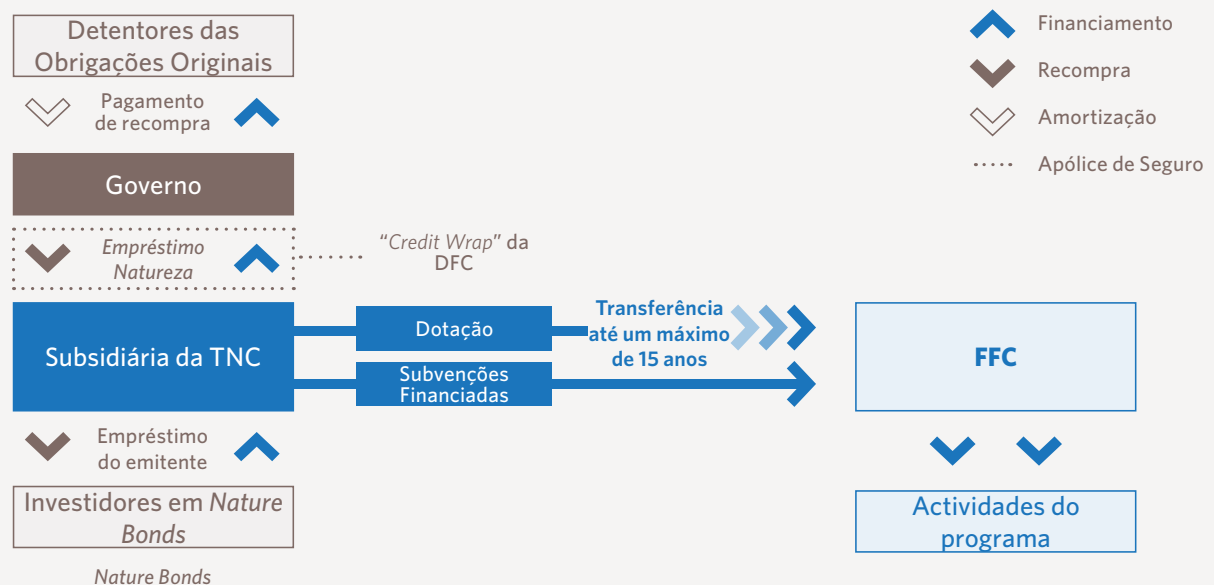 Detentores das
Obrigações Originais
Pagamento
de recompra
Governo
Empréstimo
Natureza
"Credit Wrap" da
DFC
Subsidiária da TNC
Dotação
Subvenções
Financiadas
Transferência
até um máximo
de 15 anos
FFC
Empréstimo
do emitente
Investidores em Nature
Bonds
Nature Bonds
Actividades do
programa
Financiamento
Recompra
Amortização
Apólice de Seguro